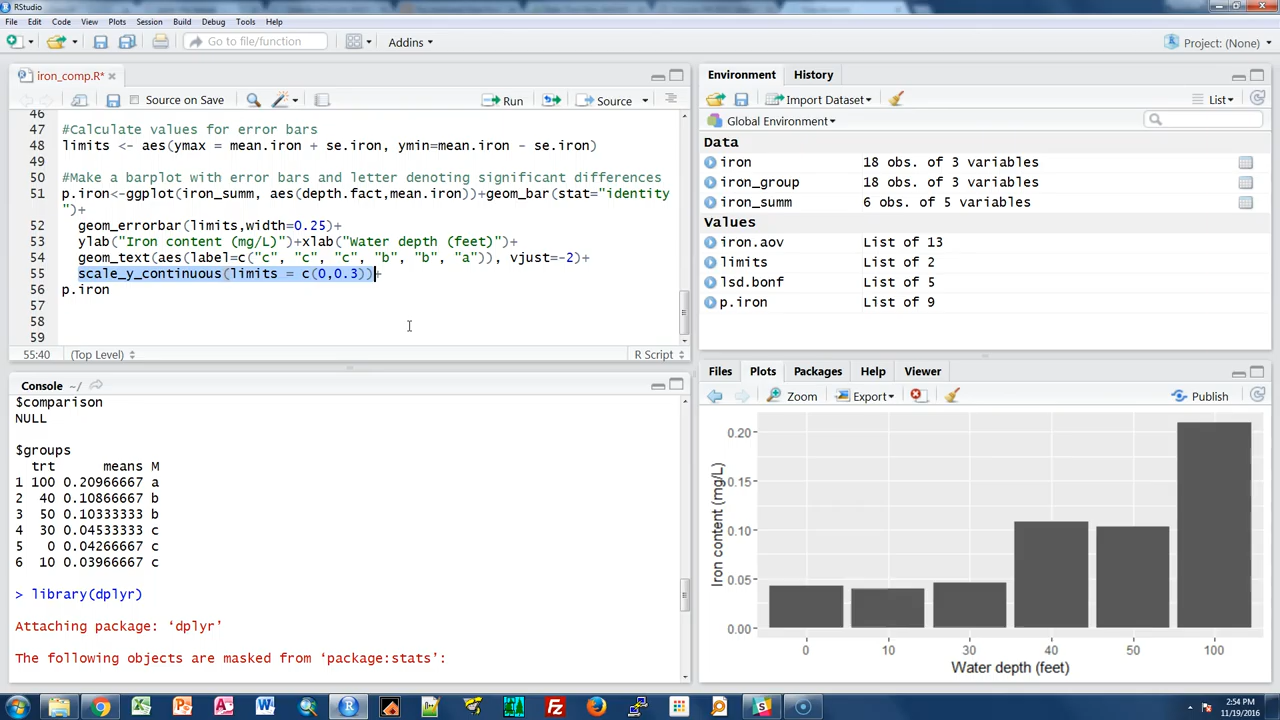 RStudio
File Edit Code View Plots Session Build Debug Tools Help
Go to file/function Addins Project: (None)
iron_comp.R*
Source on Save Run Source
46
47 #Calculate values for error bars
48 limits <- aes(ymax = mean.iron + se.iron, ymin=mean.iron - se.iron)
49
50 #Make a barplot with error bars and letter denoting significant differences
51 p.iron<-ggplot(iron_summ, aes(depth.fact,mean.iron))+geom_bar(stat="identity
")+
52 geom_errorbar(limits,width=0.25)+
53 ylab("Iron content (mg/L)")+xlab("Water depth (feet)")+
54 geom_text(aes(label=c("c", "c", "c", "b", "b", "a")), vjust=-2)+
55 scale_y_continuous(limits = c(0,0.3))+
56 p.iron
57
58
59
55:40 (Top Level) R Script
Console ~/
$comparison
NULL
$groups
trt means M
1 100 0.20966667 a
2 40 0.10866667 b
3 50 0.10333333 b
4 30 0.04533333 c
5 0 0.04266667 c
6 10 0.03966667 c
> library(dplyr)
Attaching package: ‘dplyr’
The following objects are masked from ‘package:stats’:
Environment History
Import Dataset List
Global Environment
Data
iron 18 obs. of 3 variables
iron_group 18 obs. of 3 variables
iron_summ 6 obs. of 5 variables
Values
iron.aov List of 13
limits List of 2
lsd.bonf List of 5
p.iron List of 9
Files Plots Packages Help Viewer
Zoom Export Publish
Iron content (mg/L)
0.20
0.15
0.10
0.05
0.00
0 10 30 40 50 100
Water depth (feet)
2:54 PM
11/19/2016